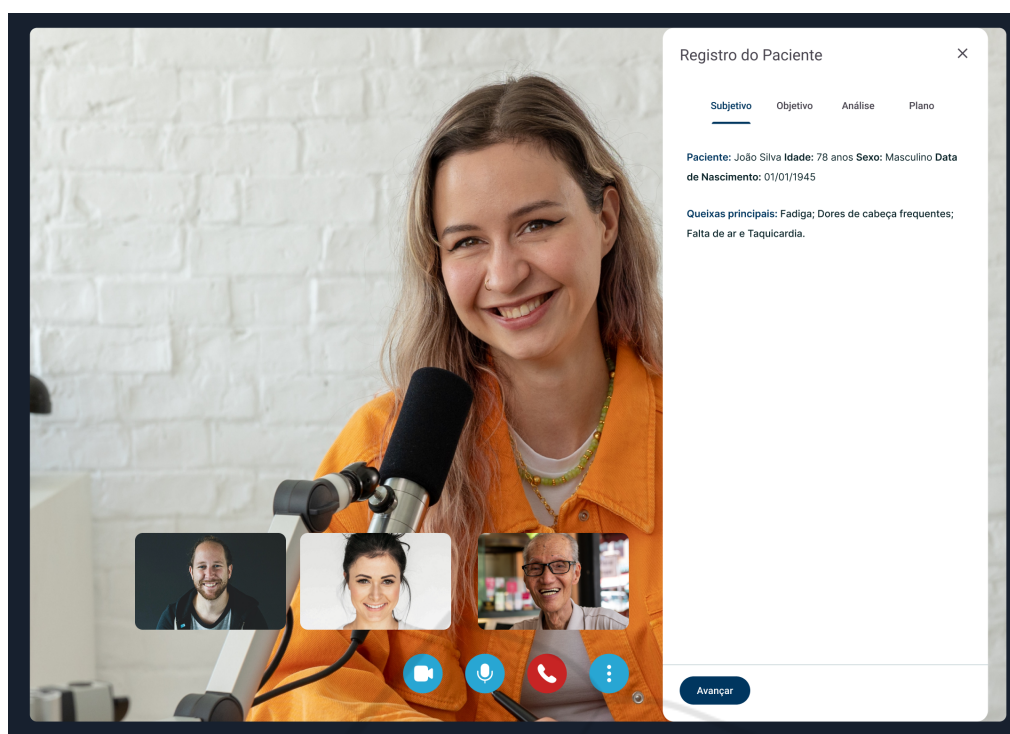 Registro do Paciente
Subjetivo Objetivo Análise Plano
Paciente: João Silva Idade: 78 anos Sexo: Masculino Data
de Nascimento: 01/01/1945
Queixas principais: Fadiga; Dores de cabeça frequentes;
Falta de ar e Taquicardia.
Avançar